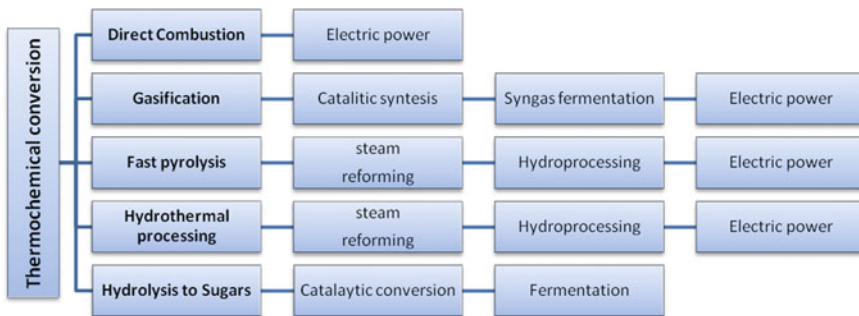 Thermochemical conversion
Direct Combustion
Electric power
Gasification
Catalitic syntesis
Syngas fermentation
Electric power
Fast pyrolysis
steam
reforming
Hydroprocessing
Electric power
Hydrothermal
processing
steam
reforming
Hydroprocessing
Electric power
Hydrolysis to Sugars
Catalaytic conversion
Fermentation